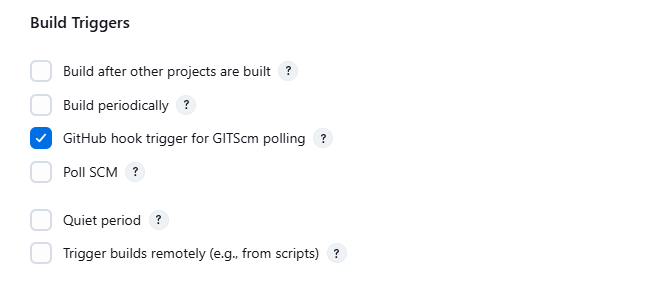 Build Triggers
Build after other projects are built ?
Build periodically ?
GitHub hook trigger for GITScm polling ?
Poll SCM ?
Quiet period ?
Trigger builds remotely (e.g., from scripts) ?